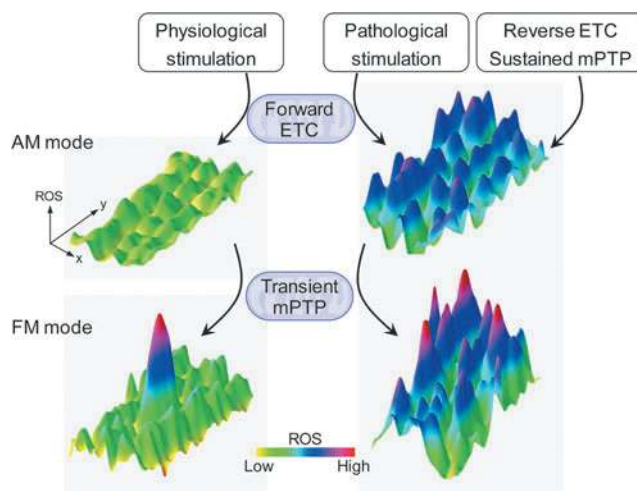 Physiological
stimulation
Pathological
stimulation
Reverse ETC
Sustained mPTP
Forward
ETC
AM mode
ROS
y
x
Transient
mPTP
FM mode
ROS
Low
High